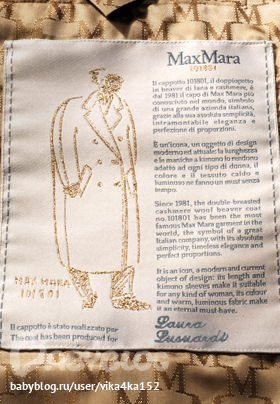 MaxMara
101801
Il cappotto 101801, il doppiopetto
in beaver di lana e cashmere, è
dal 1981 il capo di Max Mara più
conosciuto nel mondo, simbolo
di una grande azienda italiana,
grazie alla sua assoluta semplicità,
intramontabile eleganza e
perfezione di proporzioni.
È un'icona, un oggetto di design
moderno ed attuale: la lunghezza
e le maniche a kimono lo rendono
adatto ad ogni tipo di donna, il
colore e il tessuto caldo e
luminoso ne fanno un must senza
tempo.
Since 1981, the double-breasted
cashmere wool beaver coat
no.101801 has been the most
famous Max Mara garment in the
world, the symbol of a great
Italian company, with its absolute
simplicity, timeless elegance and
perfect proportions.
It is an icon, a modern and current
object of design: its length and
kimono sleeves make it suitable
for any kind of woman, its colour
and warm, luminous fabric make
it an eternal must-have.
MAX MARA
101801
Il cappotto è stato realizzato per
The coat has been produced for
Laura
Lusuardi
babyblog.ru/user/vika4ka152